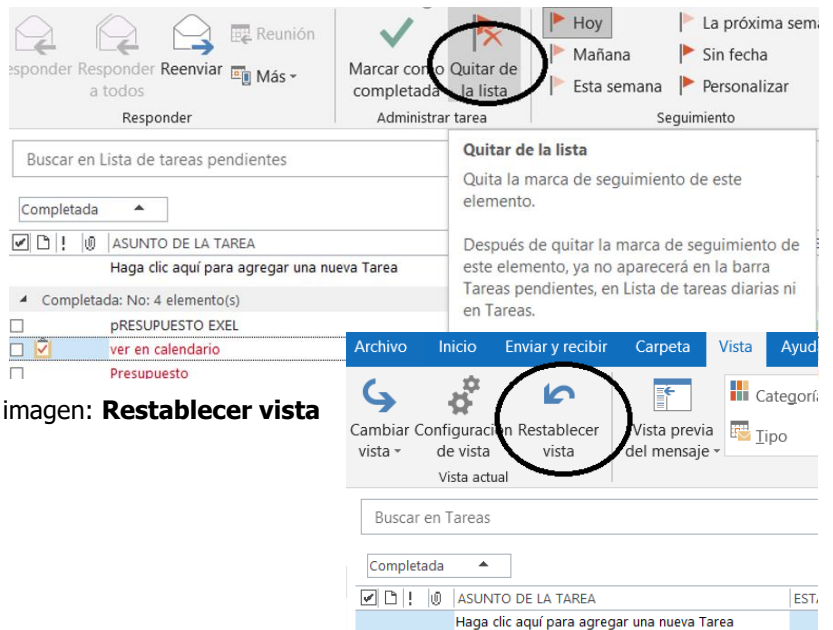 Reunión
esponder Responder Reenviar Más
a todos
Responder
Marcar como Quitar de
completada la lista
Administrar tarea
Hoy La próxima sema
Mañana Sin fecha
Esta semana Personalizar
Seguimiento
Buscar en Lista de tareas pendientes
Completada
ASUNTO DE LA TAREA
Haga clic aquí para agregar una nueva Tarea
Completada: No: 4 elemento(s)
pRESUPUESTO EXEL
ver en calendario
Presupuesto
Quitar de la lista
Quita la marca de seguimiento de este
elemento.
Después de quitar la marca de seguimiento de
este elemento, ya no aparecerá en la barra
Tareas pendientes, en Lista de tareas diarias ni
en Tareas.
imagen: Restablecer vista
Archivo Inicio Enviar y recibir Carpeta Vista Ayud
Cambiar Configuración Restablecer Vista previa
vista de vista vista del mensaje
Categoría
Tipo
Vista actual
Buscar en Tareas
Completada
ASUNTO DE LA TAREA ESTA
Haga clic aquí para agregar una nueva Tarea